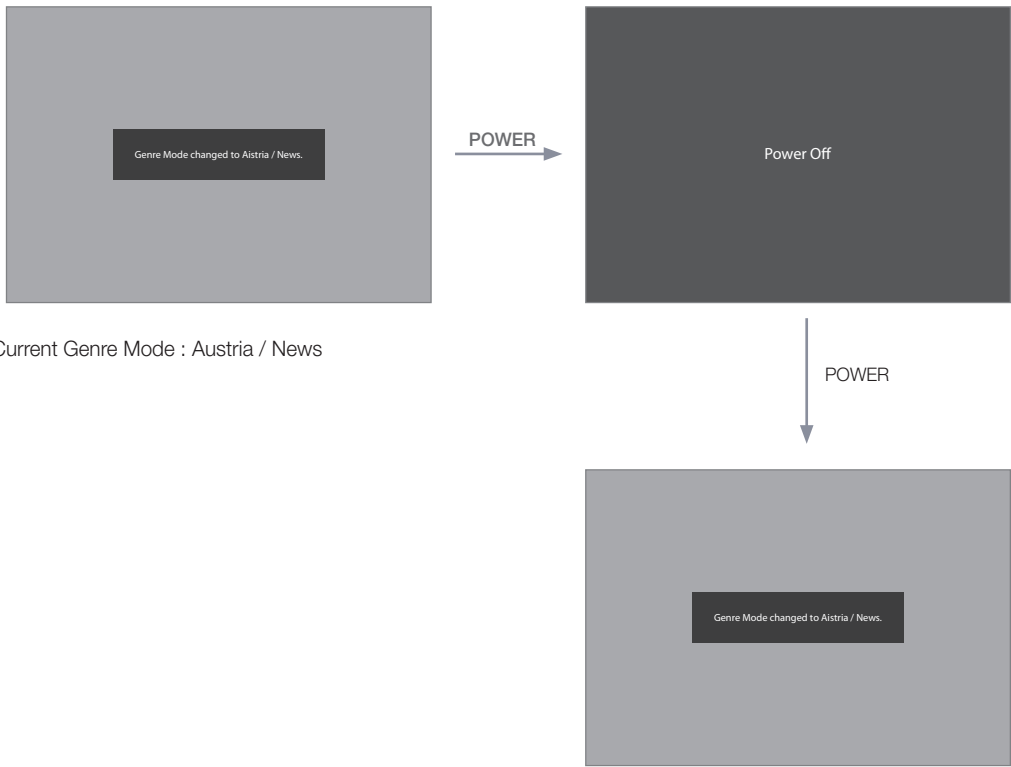 Genre Mode changed to Aistria / News.
POWER
Power Off
Current Genre Mode : Austria / News
POWER
Genre Mode changed to Aistria / News.